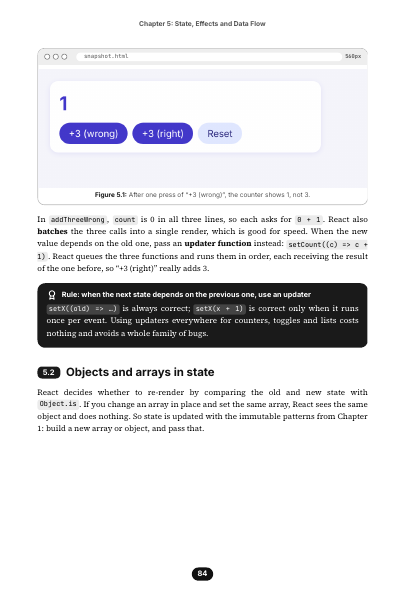 Chapter 5: State, Effects and Data Flow
snapshot.html
560px
1
+3 (wrong)
+3 (right)
Reset
Figure 5.1: After one press of “+3 (wrong)”, the counter shows 1, not 3.
In addThreeWrong, count is 0 in all three lines, so each asks for 0 + 1. React also
batches the three calls into a single render, which is good for speed. When the new
value depends on the old one, pass an updater function instead: setCount((c) => c +
1). React queues the three functions and runs them in order, each receiving the result
of the one before, so “+3 (right)” really adds 3.
Rule: when the next state depends on the previous one, use an updater
setX((old) => …) is always correct; setX(x + 1) is correct only when it runs
once per event. Using updaters everywhere for counters, toggles and lists costs
nothing and avoids a whole family of bugs.
5.2 Objects and arrays in state
React decides whether to re-render by comparing the old and new state with
Object.is. If you change an array in place and set the same array, React sees the same
object and does nothing. So state is updated with the immutable patterns from Chapter
1: build a new array or object, and pass that.
84